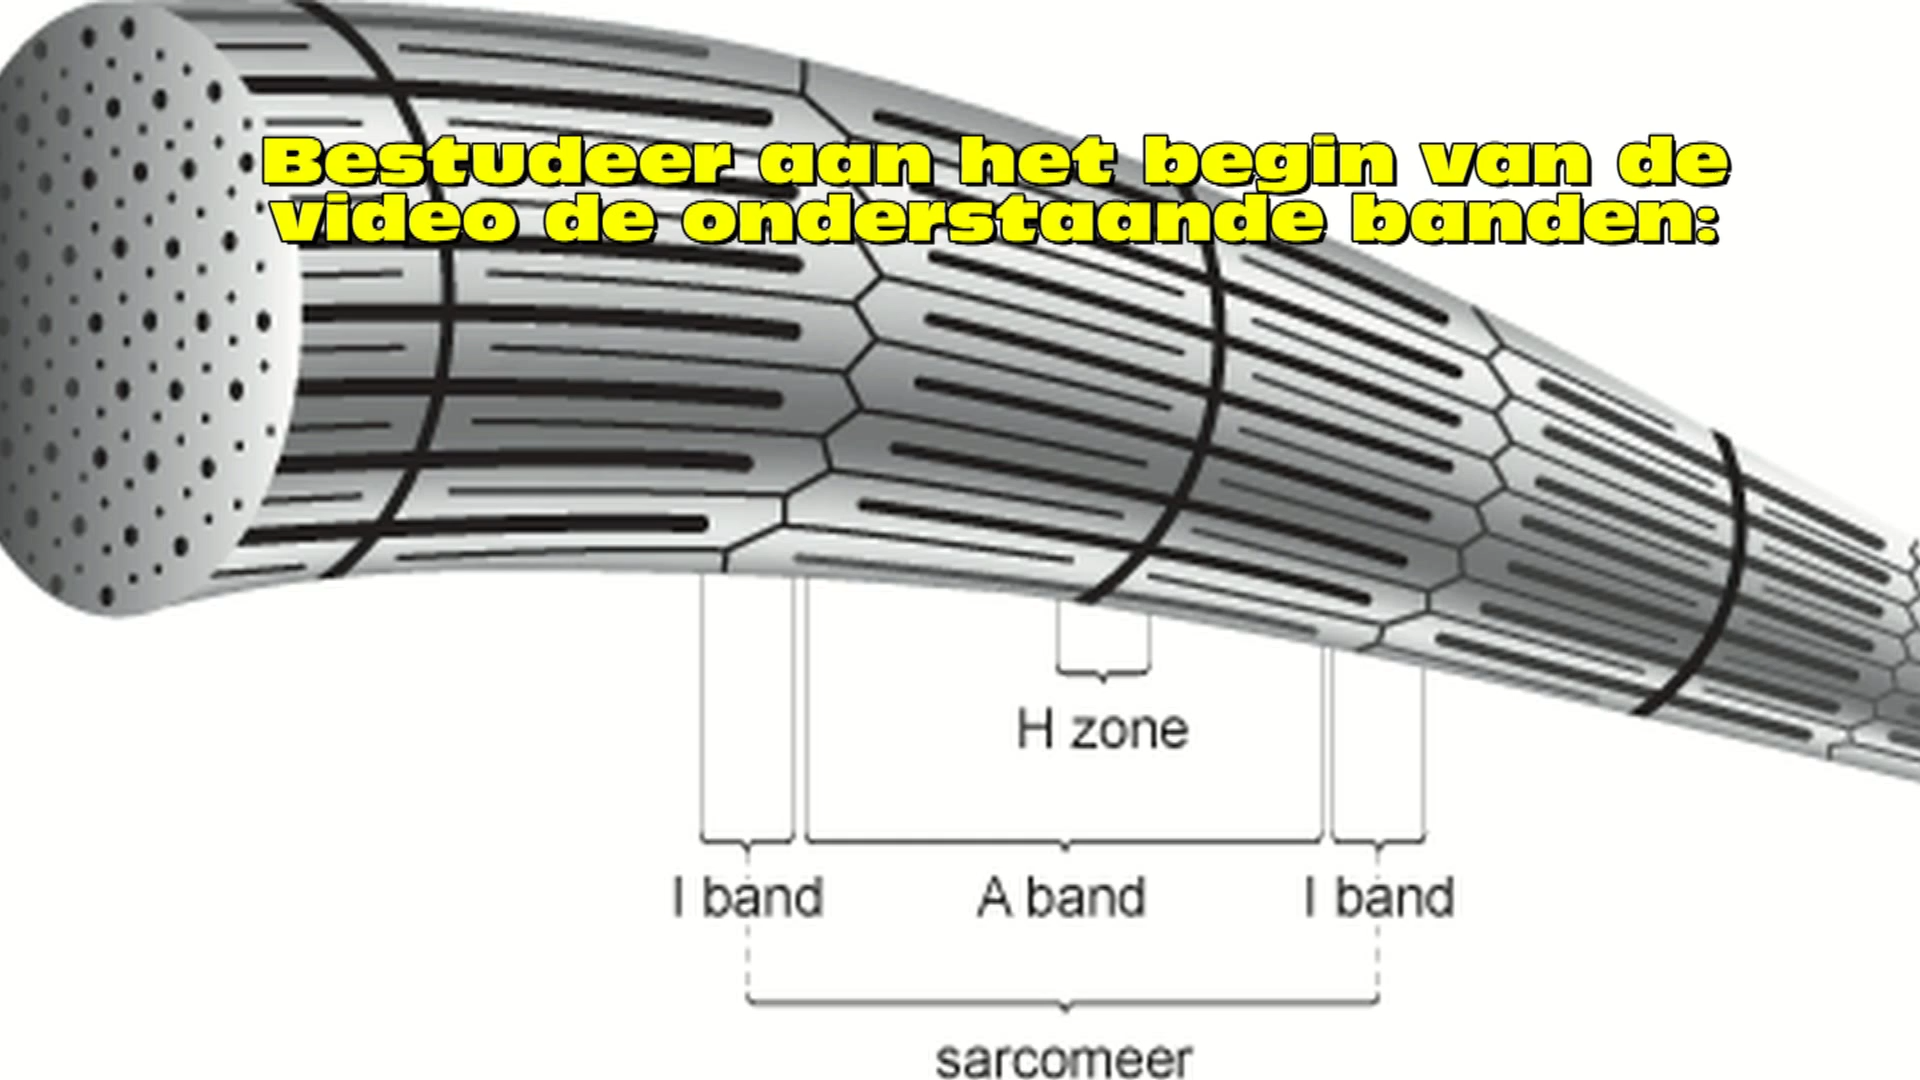 Bestudeer aan het begin van de
video de onderstaande banden:
H zone
I band A band I band
sarcomeer